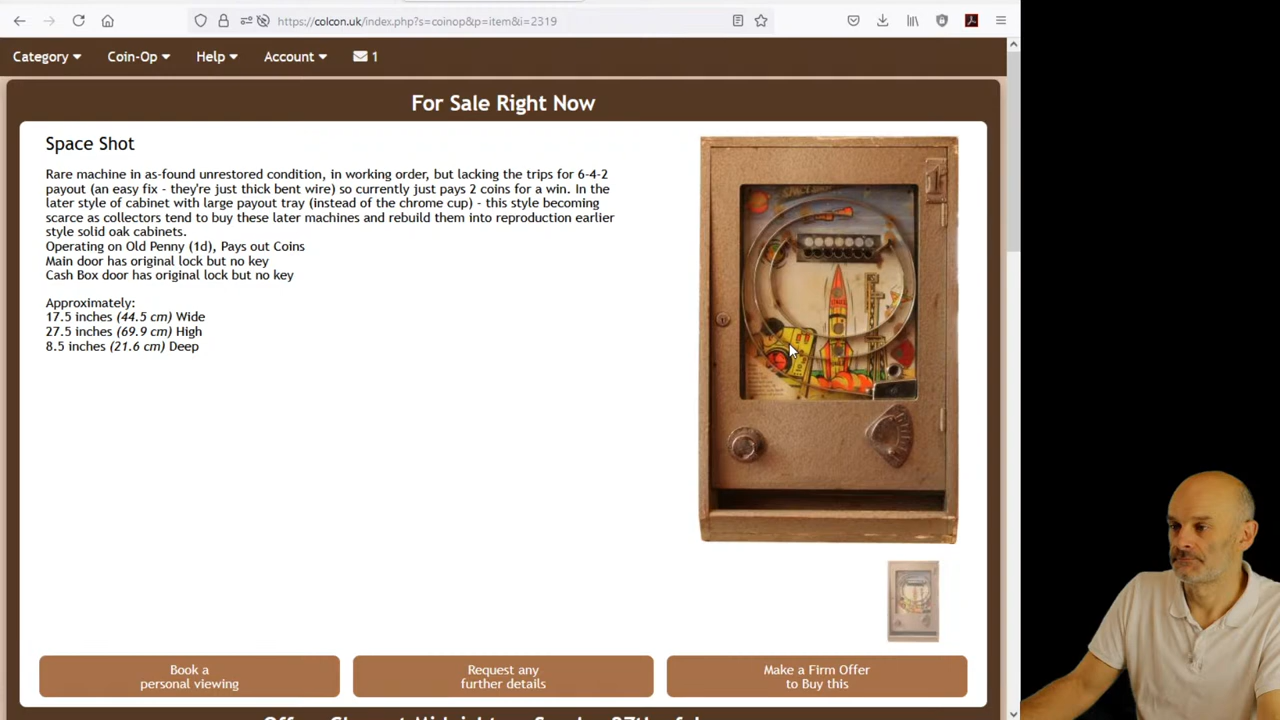 https://colcon.uk/index.php?s=coinop&p=item&i=2319
Category Coin-Op Help Account 1
For Sale Right Now
Space Shot
Rare machine in as-found unrestored condition, in working order, but lacking the trips for 6-4-2
payout (an easy fix - they're just thick bent wire) so currently just pays 2 coins for a win. In the
later style of cabinet with large payout tray (instead of the chrome cup) - this style becoming
scarce as collectors tend to buy these later machines and rebuild them into reproduction earlier
style solid oak cabinets.
Operating on Old Penny (1d), Pays out Coins
Main door has original lock but no key
Cash Box door has original lock but no key
Approximately:
17.5 inches (44.5 cm) Wide
27.5 inches (69.9 cm) High
8.5 inches (21.6 cm) Deep
SPACE SHOT
Book a
personal viewing
Request any
further details
Make a Firm Offer
to Buy this